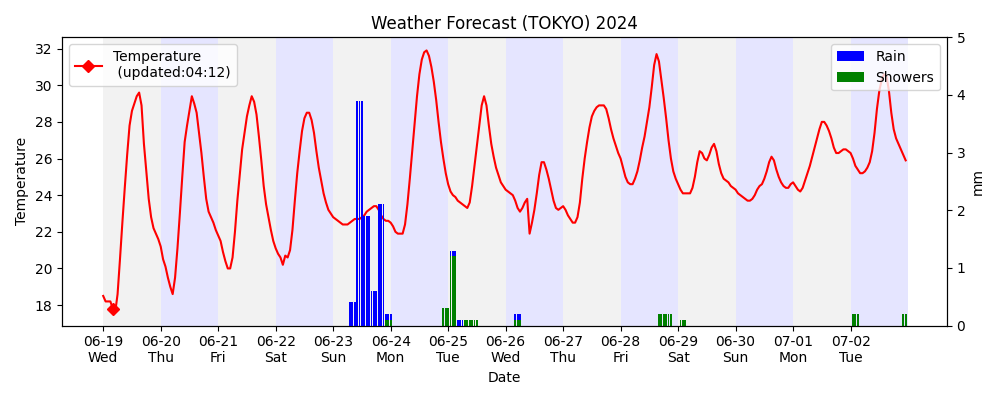 Weather Forecast (TOKYO) 2024
Temperature
(updated:04:12)
Rain
Showers
Temperature
32
30
28
26
24
22
20
18
5
4
3
2
1
0
mm
06-19 06-20 06-21 06-22 06-23 06-24 06-25 06-26 06-27 06-28 06-29 06-30 07-01 07-02
Wed Thu Fri Sat Sun Mon Tue Wed Thu Fri Sat Sun Mon Tue
Date